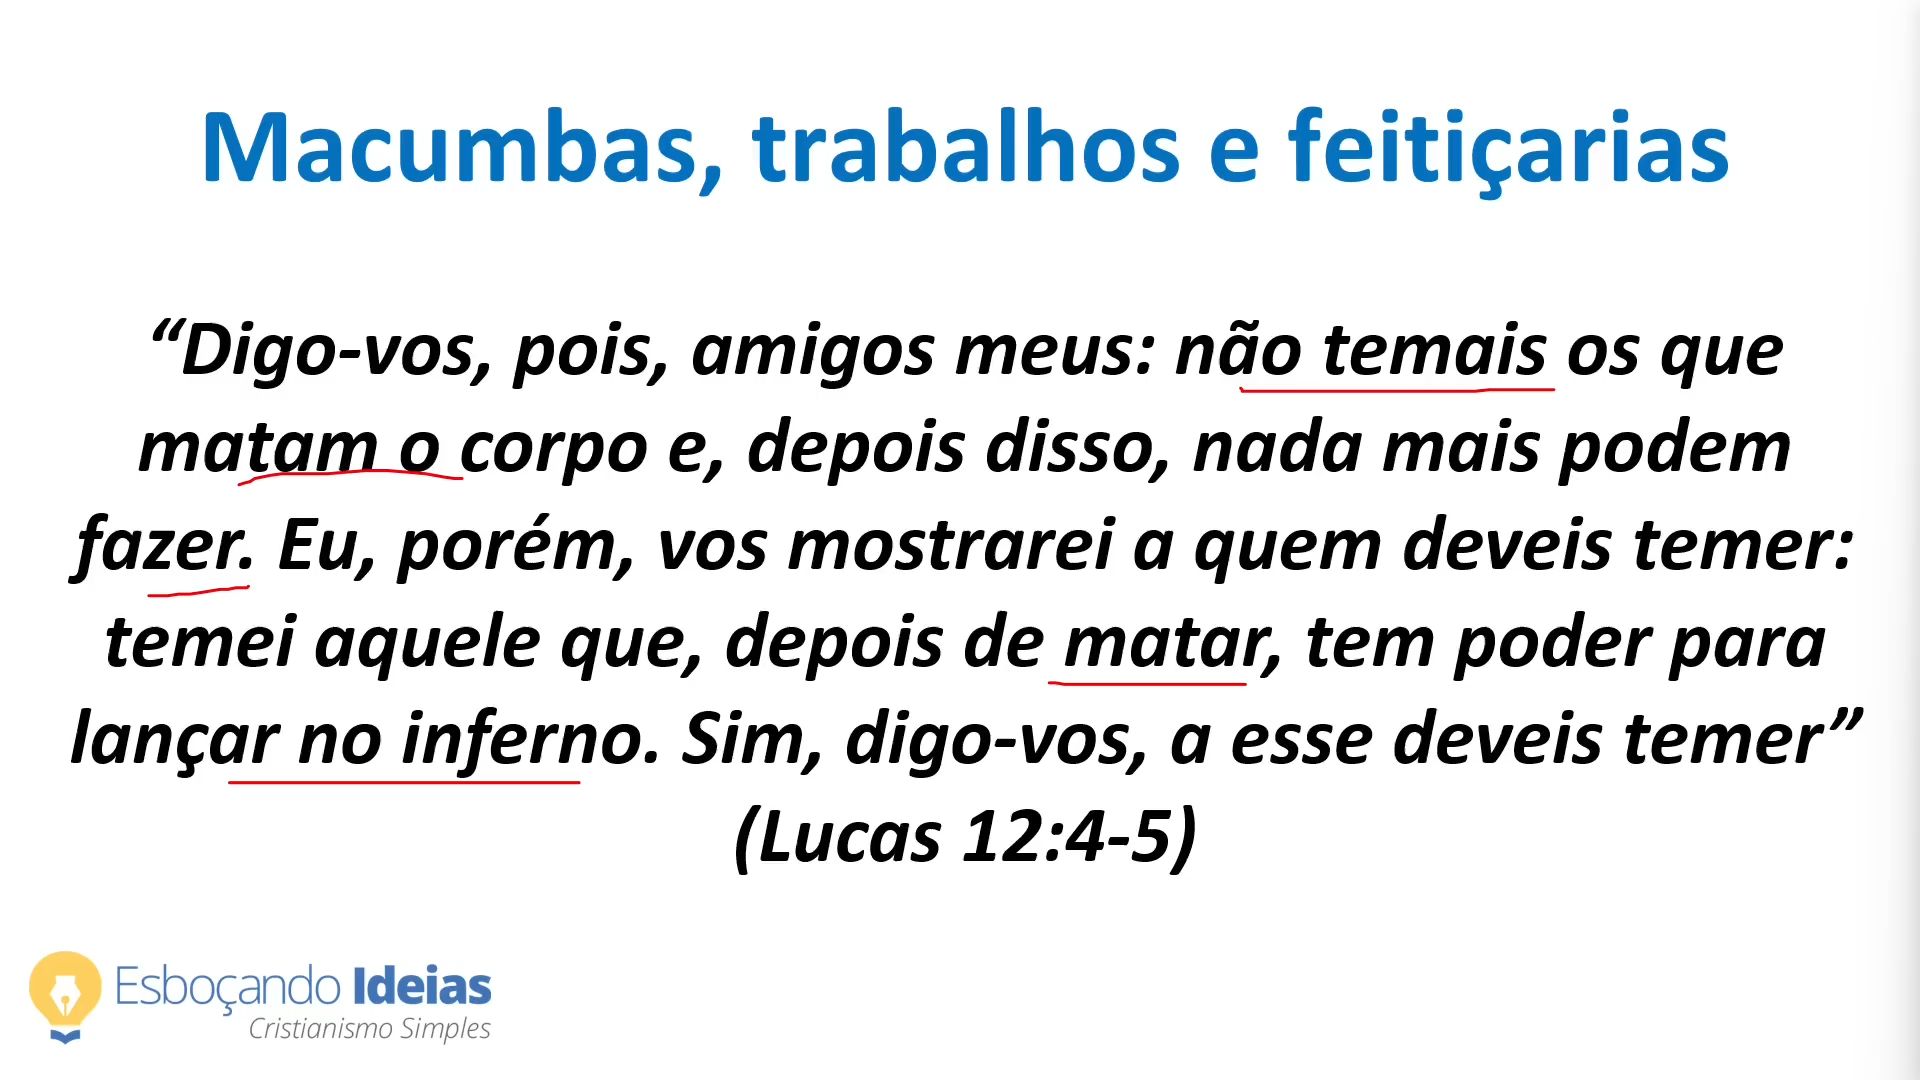 Macumbas, trabalhos e feitiçarias
“Digo-vos, pois, amigos meus: não temais os que
matam o corpo e, depois disso, nada mais podem
fazer. Eu, porém, vos mostrarei a quem deveis temer:
temei aquele que, depois de matar, tem poder para
lançar no inferno. Sim, digo-vos, a esse deveis temer”
(Lucas 12:4-5)
Esboçando Ideias
Cristianismo Simples